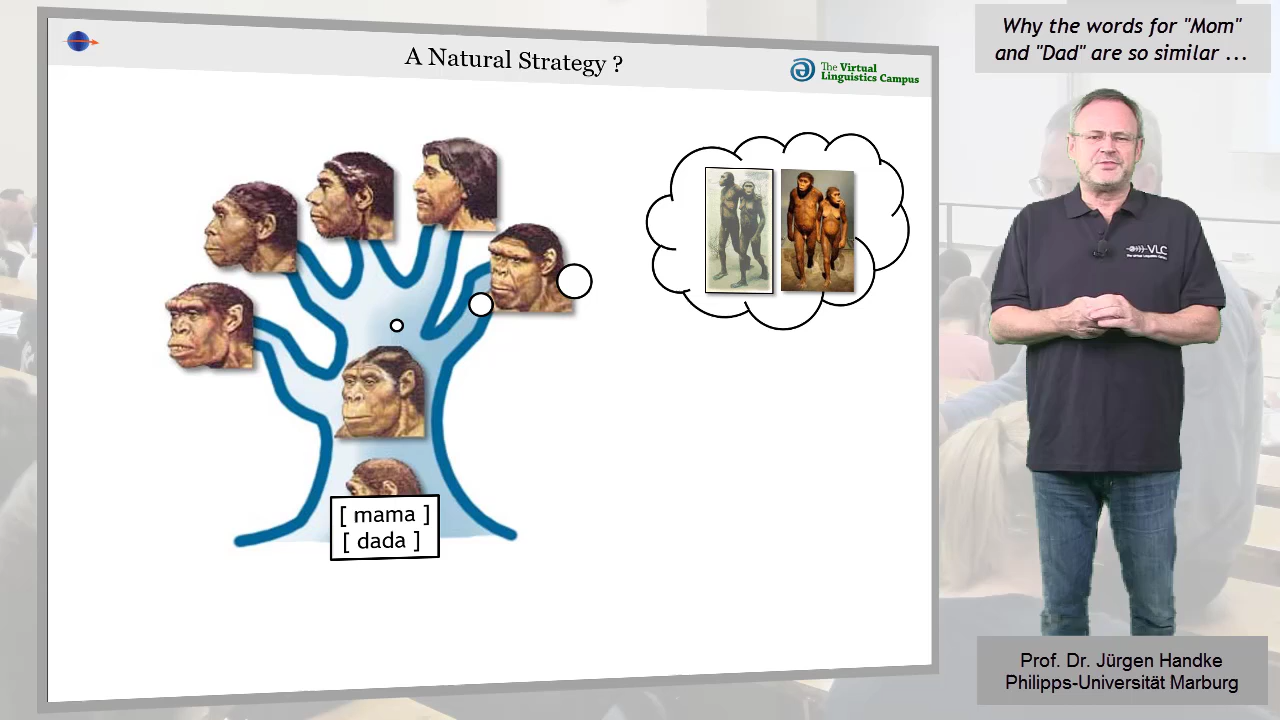 A Natural Strategy ?
The Virtual
Linguistics Campus
Why the words for "Mom"
and "Dad" are so similar ...
VLC
[ mama ]
[ dada ]
Prof. Dr. Jürgen Handke
Philipps-Universität Marburg